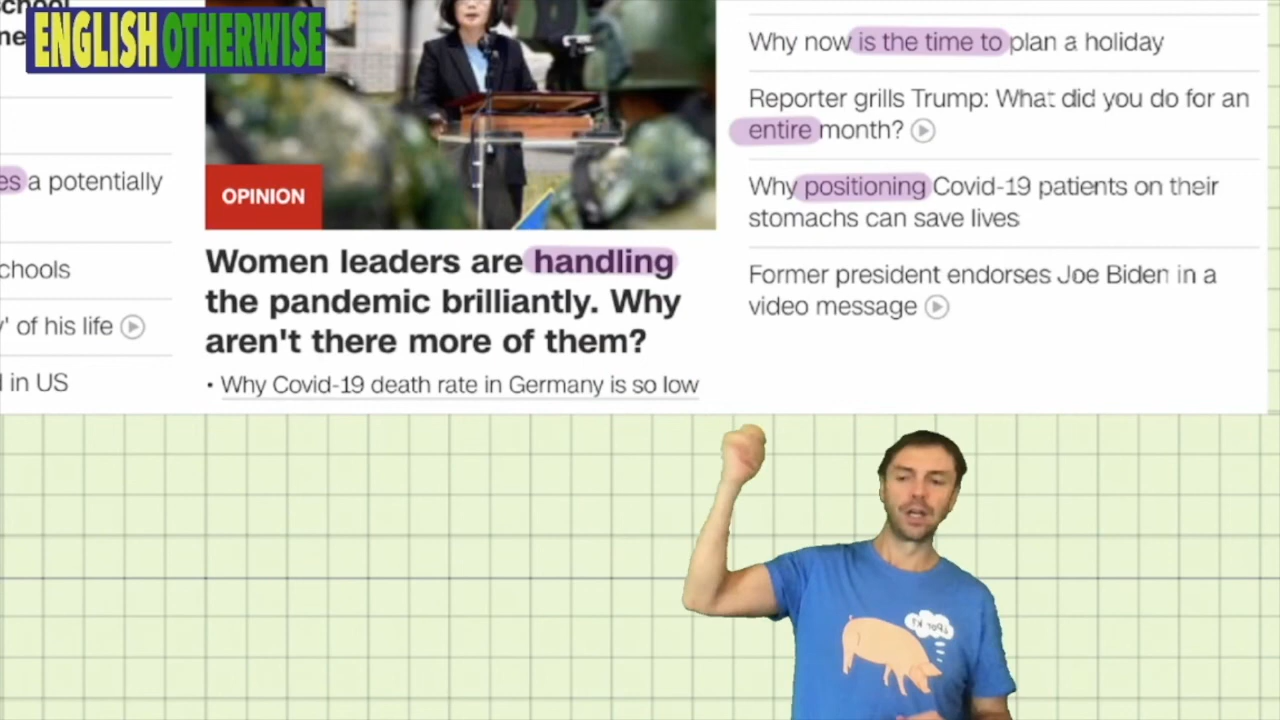 school
ne
ENGLISH OTHERWISE
es a potentially
chools
y' of his life
l in US
OPINION
Women leaders are handling
the pandemic brilliantly. Why
aren't there more of them?
• Why Covid-19 death rate in Germany is so low
Why now is the time to plan a holiday
Reporter grills Trump: What did you do for an
entire month?
Why positioning Covid-19 patients on their
stomachs can save lives
Former president endorses Joe Biden in a
video message